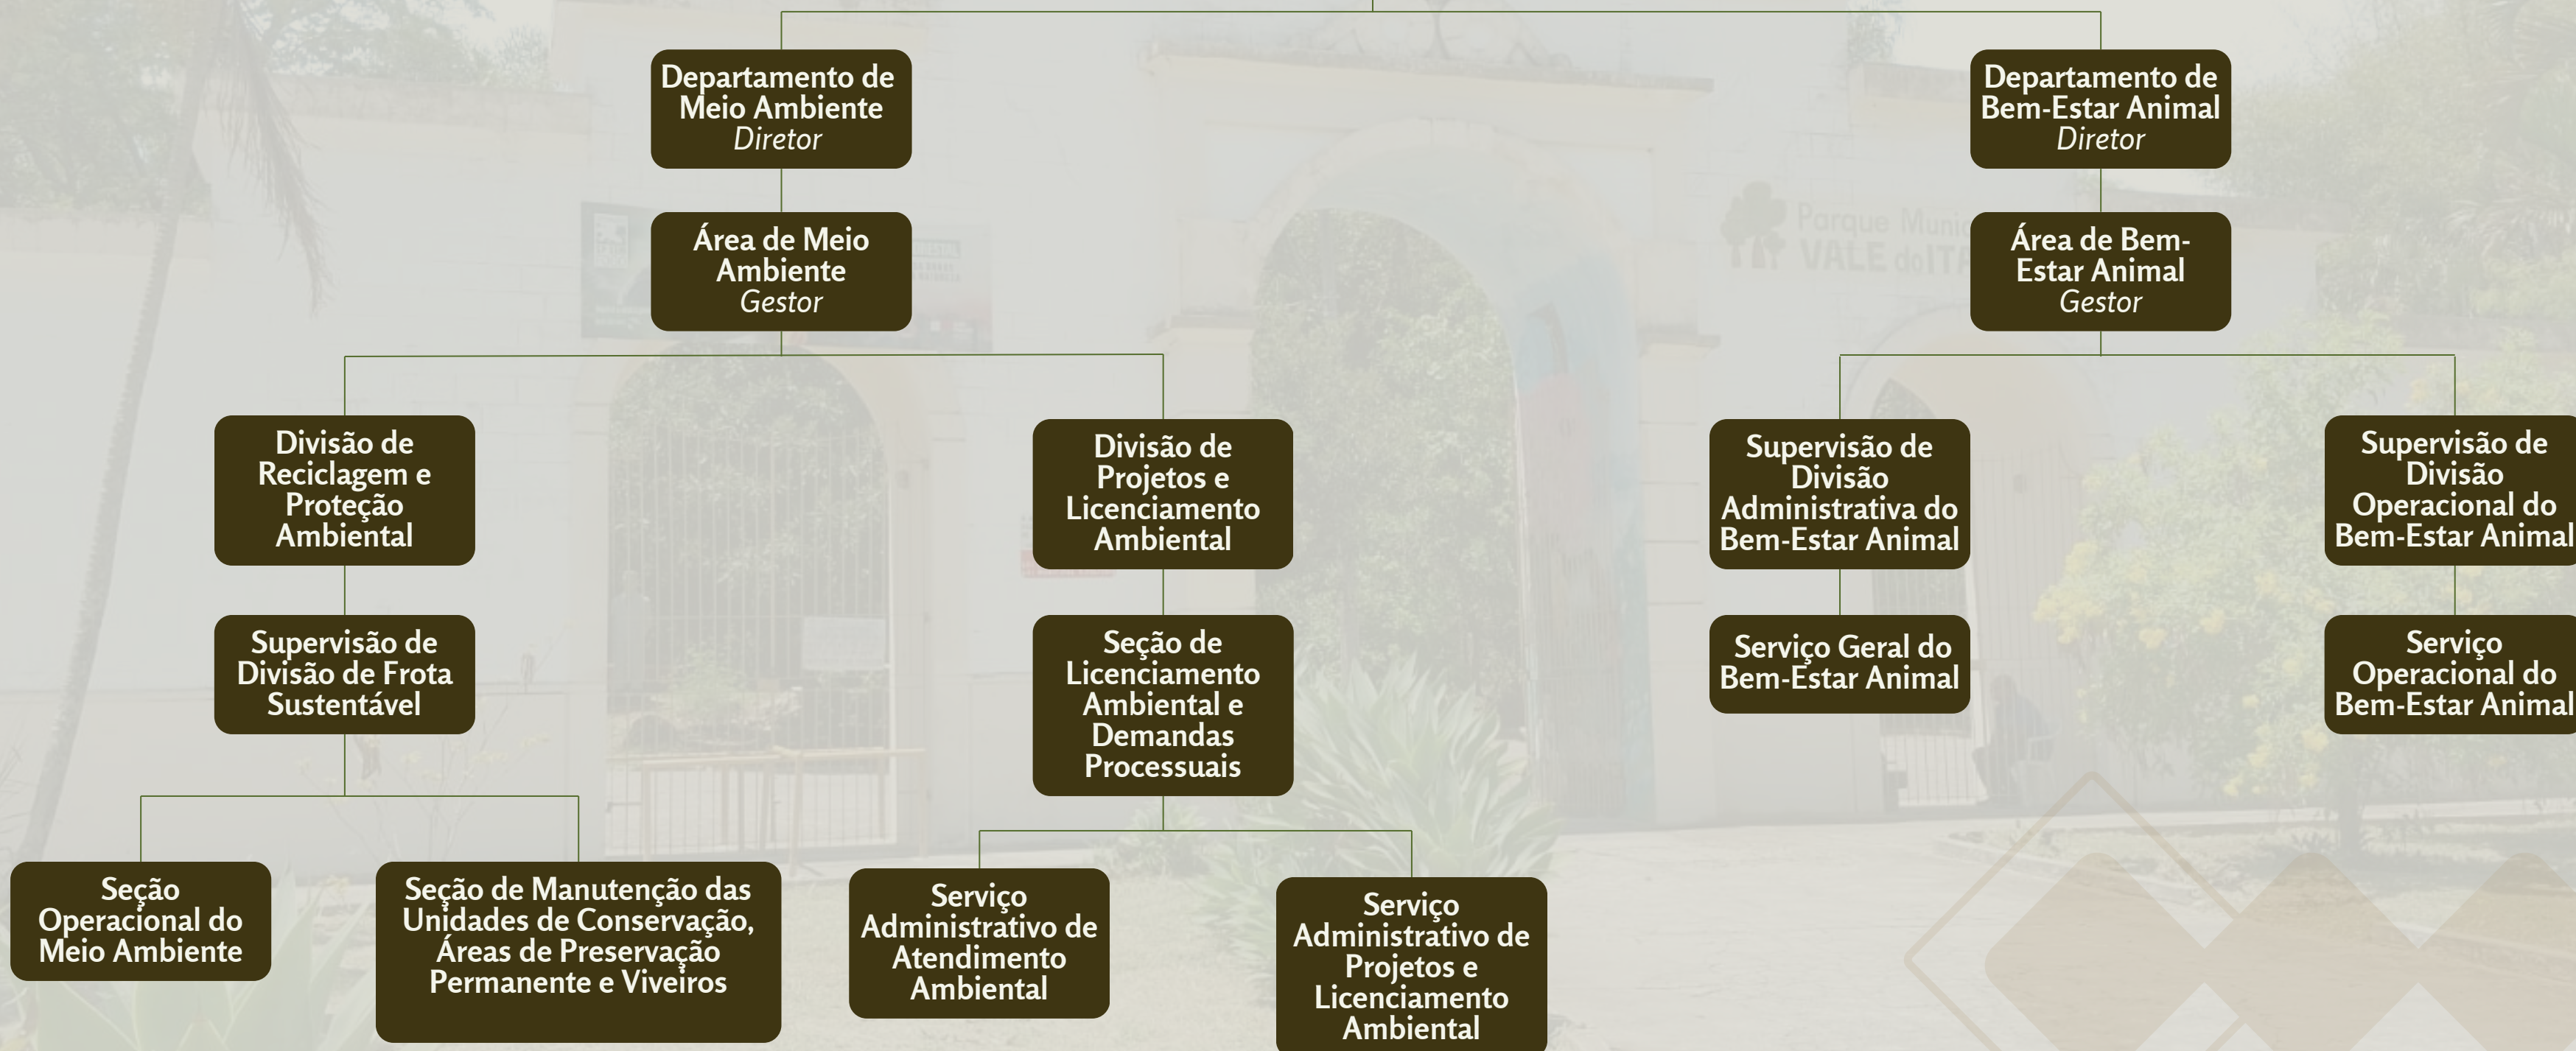 Departamento de
Meio Ambiente
Diretor
Departamento de
Bem-Estar Animal
Diretor
Área de Meio
Ambiente
Gestor
Área de Bem-
Estar Animal
Gestor
Parque Munic
VALE do ITA
Divisão de
Reciclagem e
Proteção
Ambiental
Divisão de
Projetos e
Licenciamento
Ambiental
Supervisão de
Divisão
Administrativa do
Bem-Estar Animal
Supervisão de
Divisão
Operacional do
Bem-Estar Animal
Supervisão de
Divisão de Frota
Sustentável
Seção de
Licenciamento
Ambiental e
Demandas
Processuais
Serviço Geral do
Bem-Estar Animal
Serviço
Operacional do
Bem-Estar Animal
Seção
Operacional do
Meio Ambiente
Seção de Manutenção das
Unidades de Conservação,
Áreas de Preservação
Permanente e Viveiros
Serviço
Administrativo de
Atendimento
Ambiental
Serviço
Administrativo de
Projetos e
Licenciamento
Ambiental